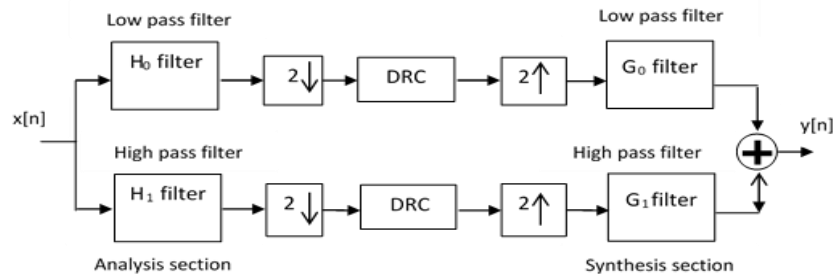 Low pass filter
Low pass filter
H₀ filter
2↓
DRC
2↑
G₀ filter
x[n]
y[n]
High pass filter
High pass filter
H₁ filter
2↓
DRC
2↑
G₁ filter
Analysis section
Synthesis section